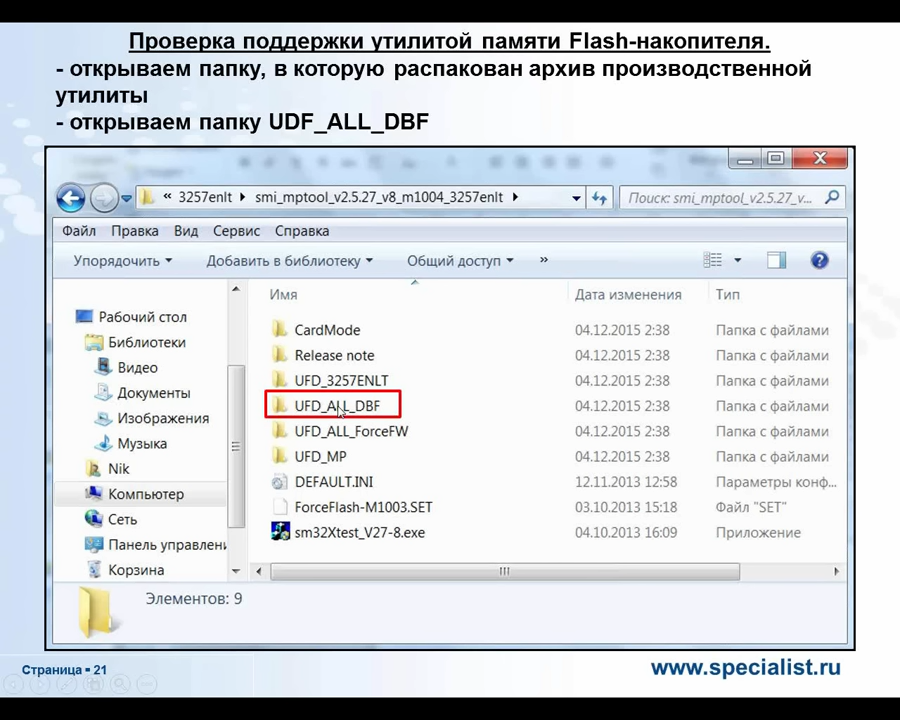 Проверка поддержки утилитой памяти Flash-накопителя.
- открываем папку, в которую распакован архив производственной
утилиты
- открываем папку UDF_ALL_DBF
« 3257enlt smi_mptool_v2.5.27_v8_m1004_3257enlt Поиск: smi_mptool_v2.5.27_v...
Файл Правка Вид Сервис Справка
Упорядочить Добавить в библиотеку Общий доступ »
Рабочий стол
Библиотеки
Видео
Документы
Изображения
Музыка
Nik
Компьютер
Сеть
Панель управлен
Корзина
Имя Дата изменения Тип
CardMode 04.12.2015 2:38 Папка с файлами
Release note 04.12.2015 2:38 Папка с файлами
UFD_3257ENLT 04.12.2015 2:38 Папка с файлами
UFD_ALL_DBF 04.12.2015 2:38 Папка с файлами
UFD_ALL_ForceFW 04.12.2015 2:38 Папка с файлами
UFD_MP 04.12.2015 2:38 Папка с файлами
DEFAULT.INI 12.11.2013 12:58 Параметры конф...
ForceFlash-M1003.SET 03.10.2013 15:18 Файл "SET"
sm32Xtest_V27-8.exe 04.10.2013 16:09 Приложение
Элементов: 9
Страница ▪ 21
www.specialist.ru